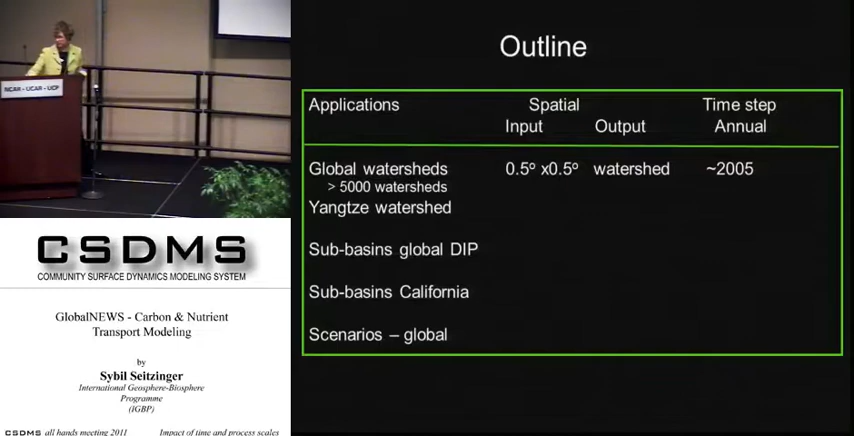 NCAR - UCAR - UCP
CSDMS
COMMUNITY SURFACE DYNAMICS MODELING SYSTEM
GlobalNEWS - Carbon & Nutrient
Transport Modeling
by
Sybil Seitzinger
International Geosphere-Biosphere
Programme
(IGBP)
CSDMS all hands meeting 2011 Impact of time and process scales
Outline
Applications Spatial Time step
Input Output Annual
Global watersheds 0.5º x0.5º watershed ~2005
> 5000 watersheds
Yangtze watershed
Sub-basins global DIP
Sub-basins California
Scenarios – global